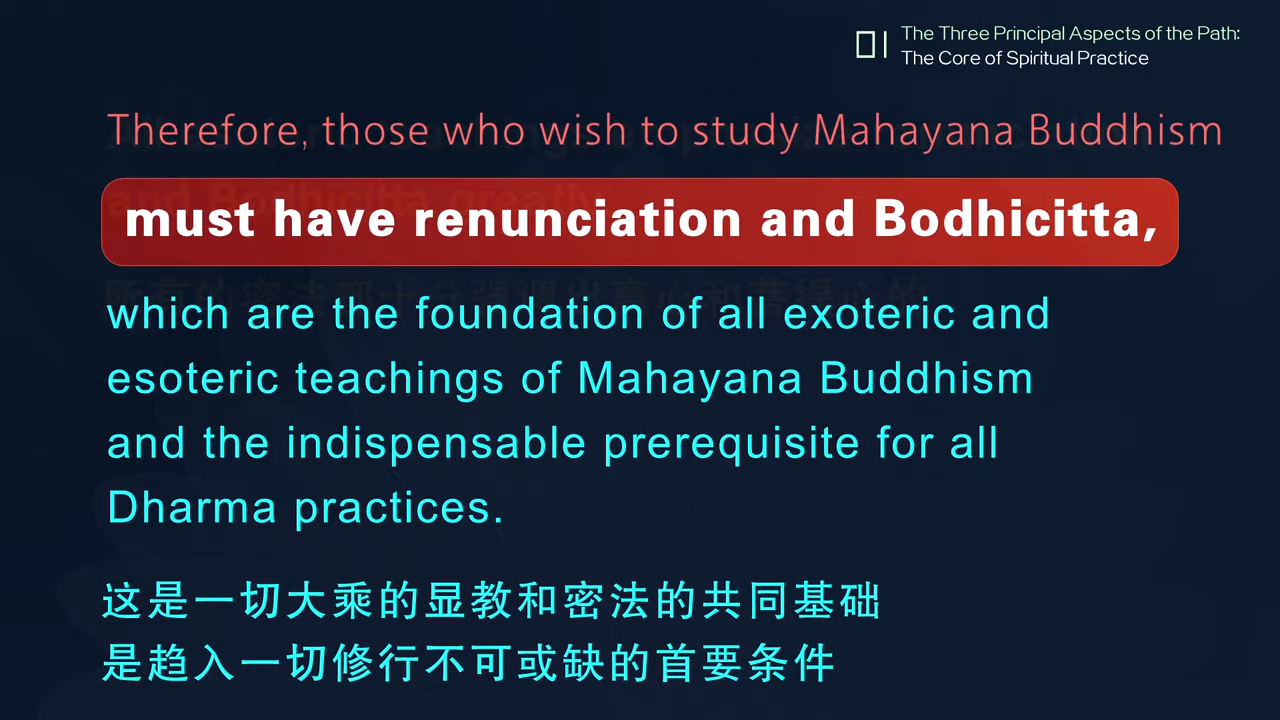 01
The Three Principal Aspects of the Path:
The Core of Spiritual Practice
Therefore, those who wish to study Mahayana Buddhism
must have renunciation and Bodhicitta,
which are the foundation of all exoteric and
esoteric teachings of Mahayana Buddhism
and the indispensable prerequisite for all
Dharma practices.
这是一切大乘的显教和密法的共同基础
是趋入一切修行不可或缺的首要条件